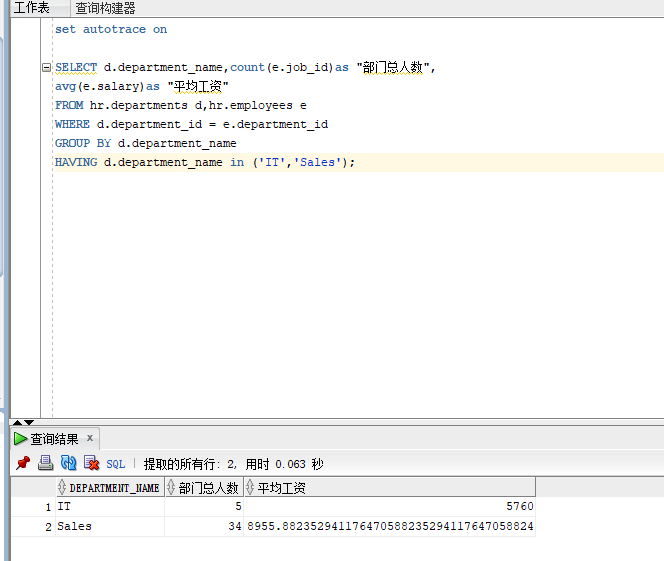 工作表 查询构建器
set autotrace on
SELECT d.department_name,count(e.job_id)as "部门总人数",
avg(e.salary)as "平均工资"
FROM hr.departments d,hr.employees e
WHERE d.department_id = e.department_id
GROUP BY d.department_name
HAVING d.department_name in ('IT','Sales');
查询结果 x
SQL | 提取的所有行: 2, 用时 0.063 秒
DEPARTMENT_NAME 部门总人数 平均工资
1 IT 5 5760
2 Sales 34 8955.88235294117647058823529411764705882